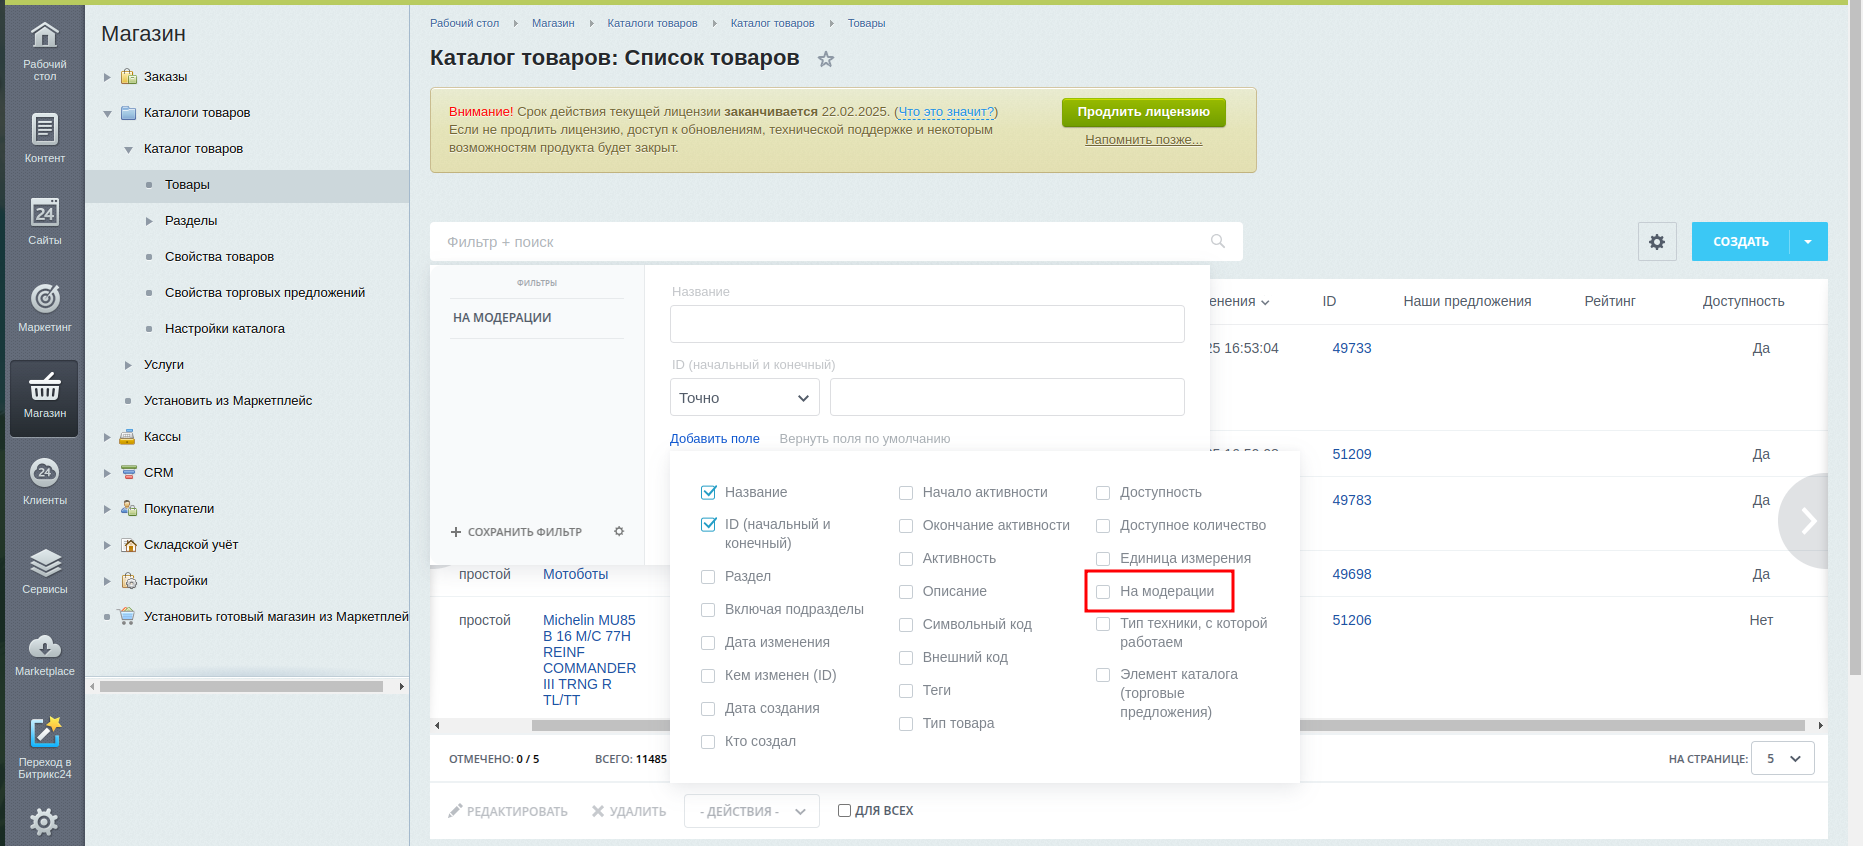 Рабочий
стол
Контент
24
Сайты
Маркетинг
Магазин
24
Клиенты
Сервисы
Marketplace
Переход в
Битрикс24
Магазин
Заказы
Каталоги товаров
Каталог товаров
Товары
Разделы
Свойства товаров
Свойства торговых предложений
Настройки каталога
Услуги
Установить из Маркетплейс
Кассы
CRM
Покупатели
Складской учёт
Настройки
Установить готовый магазин из Маркетплей
Рабочий стол Магазин Каталоги товаров Каталог товаров Товары
Каталог товаров: Список товаров
Внимание! Срок действия текущей лицензии заканчивается 22.02.2025. (Что это значит?)
Если не продлить лицензию, доступ к обновлениям, технической поддержке и некоторым
возможностям продукта будет закрыт.
Продлить лицензию
Напомнить позже...
Фильтр + поиск
СОЗДАТЬ
ФИЛЬТРЫ
НА МОДЕРАЦИИ
СОХРАНИТЬ ФИЛЬТР
Название
ID (начальный и конечный)
Точно
Добавить поле Вернуть поля по умолчанию
Название
ID (начальный и
конечный)
Раздел
Включая подразделы
Дата изменения
Кем изменен (ID)
Дата создания
Кто создал
Начало активности
Окончание активности
Активность
Описание
Символьный код
Внешний код
Теги
Тип товара
Доступность
Доступное количество
Единица измерения
На модерации
Тип техники, с которой
работаем
Элемент каталога
(торговые
предложения)
енения ID Наши предложения Рейтинг Доступность
25 16:53:04 49733 Да
51209 Да
49783 Да
простой Мотоботы 49698 Да
простой Michelin MU85 51206 Нет
B 16 M/C 77H
REINF
COMMANDER
III TRNG R
TL/TT
ОТМЕЧЕНО: 0 / 5 ВСЕГО: 11485 НА СТРАНИЦЕ: 5
РЕДАКТИРОВАТЬ УДАЛИТЬ - ДЕЙСТВИЯ - ДЛЯ ВСЕХ